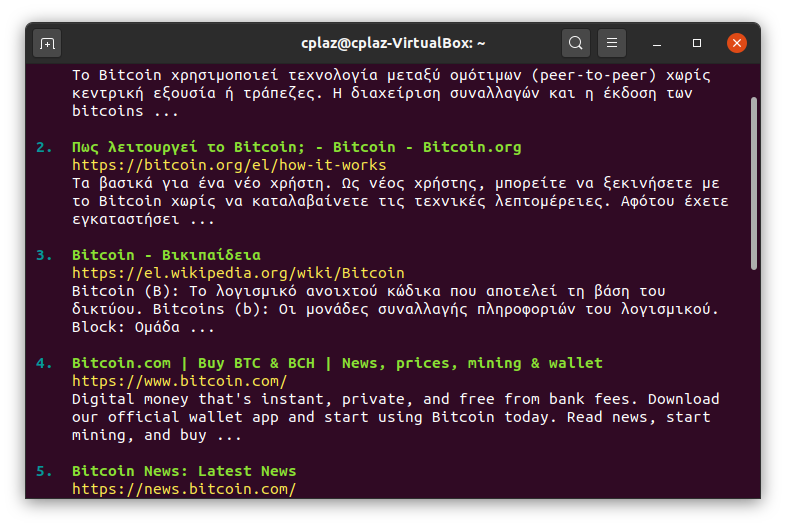 cplaz@cplaz-VirtualBox: ~
Το Bitcoin χρησιμοποιεί τεχνολογία μεταξύ ομότιμων (peer-to-peer) χωρίς
κεντρική εξουσία ή τράπεζες. Η διαχείριση συναλλαγών και η έκδοση των
bitcoins ...
2. Πως λειτουργεί το Bitcoin; - Bitcoin - Bitcoin.org
https://bitcoin.org/el/how-it-works
Τα βασικά για ένα νέο χρήστη. Ως νέος χρήστης, μπορείτε να ξεκινήσετε με
το Bitcoin χωρίς να καταλαβαίνετε τις τεχνικές λεπτομέρειες. Αφότου έχετε
εγκαταστήσει ...
3. Bitcoin - Βικιπαίδεια
https://el.wikipedia.org/wiki/Bitcoin
Bitcoin (B): Το λογισμικό ανοιχτού κώδικα που αποτελεί τη βάση του
δικτύου. Bitcoins (b): Οι μονάδες συναλλαγής πληροφοριών του λογισμικού.
Block: Ομάδα ...
4. Bitcoin.com | Buy BTC & BCH | News, prices, mining & wallet
https://www.bitcoin.com/
Digital money that's instant, private, and free from bank fees. Download
our official wallet app and start using Bitcoin today. Read news, start
mining, and buy ...
5. Bitcoin News: Latest News
https://news.bitcoin.com/